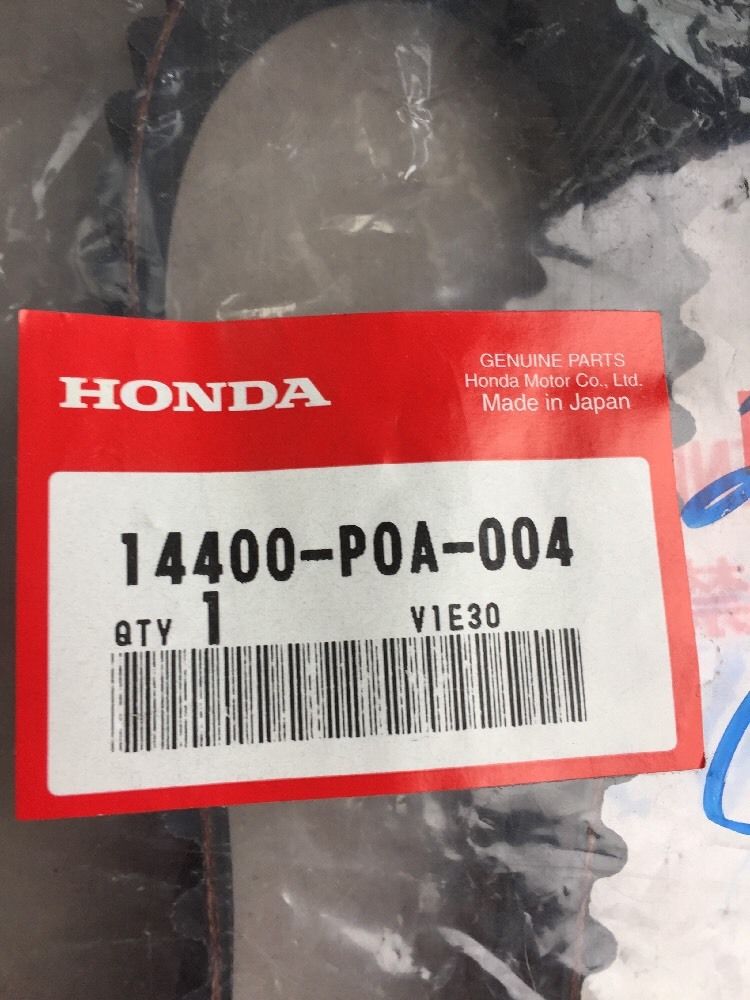 HONDA
GENUINE PARTS
Honda Motor Co., Ltd.
Made in Japan
14400-P0A-004
QTY 1 V1E30